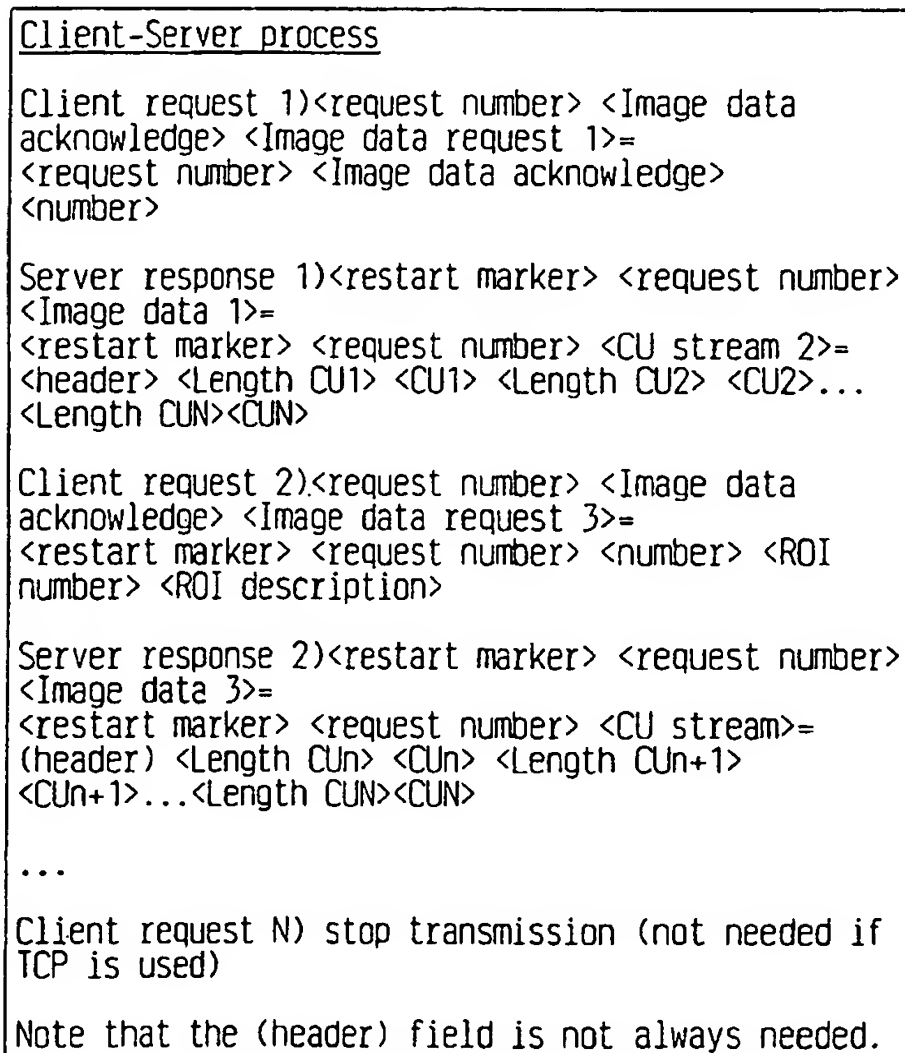 Client-Server process
Client request 1)<request number> <Image data
acknowledge> <Image data request 1>=
<request number> <Image data acknowledge>
<number>
Server response 1)<restart marker> <request number>
<Image data 1>=
<restart marker> <request number> <CU stream 2>=
<header> <Length CU1> <CU1> <Length CU2> <CU2>...
<Length CUN><CUN>
Client request 2).<request number> <Image data
acknowledge> <Image data request 3>=
<restart marker> <request number> <number> <ROI
number> <ROI description>
Server response 2)<restart marker> <request number>
<Image data 3>=
<restart marker> <request number> <CU stream>=
(header) <Length CUn> <CUn> <Length CUn+1>
<CUn+1>...<Length CUN><CUN>
...
Client request N) stop transmission (not needed if
TCP is used)
Note that the (header) field is not always needed.